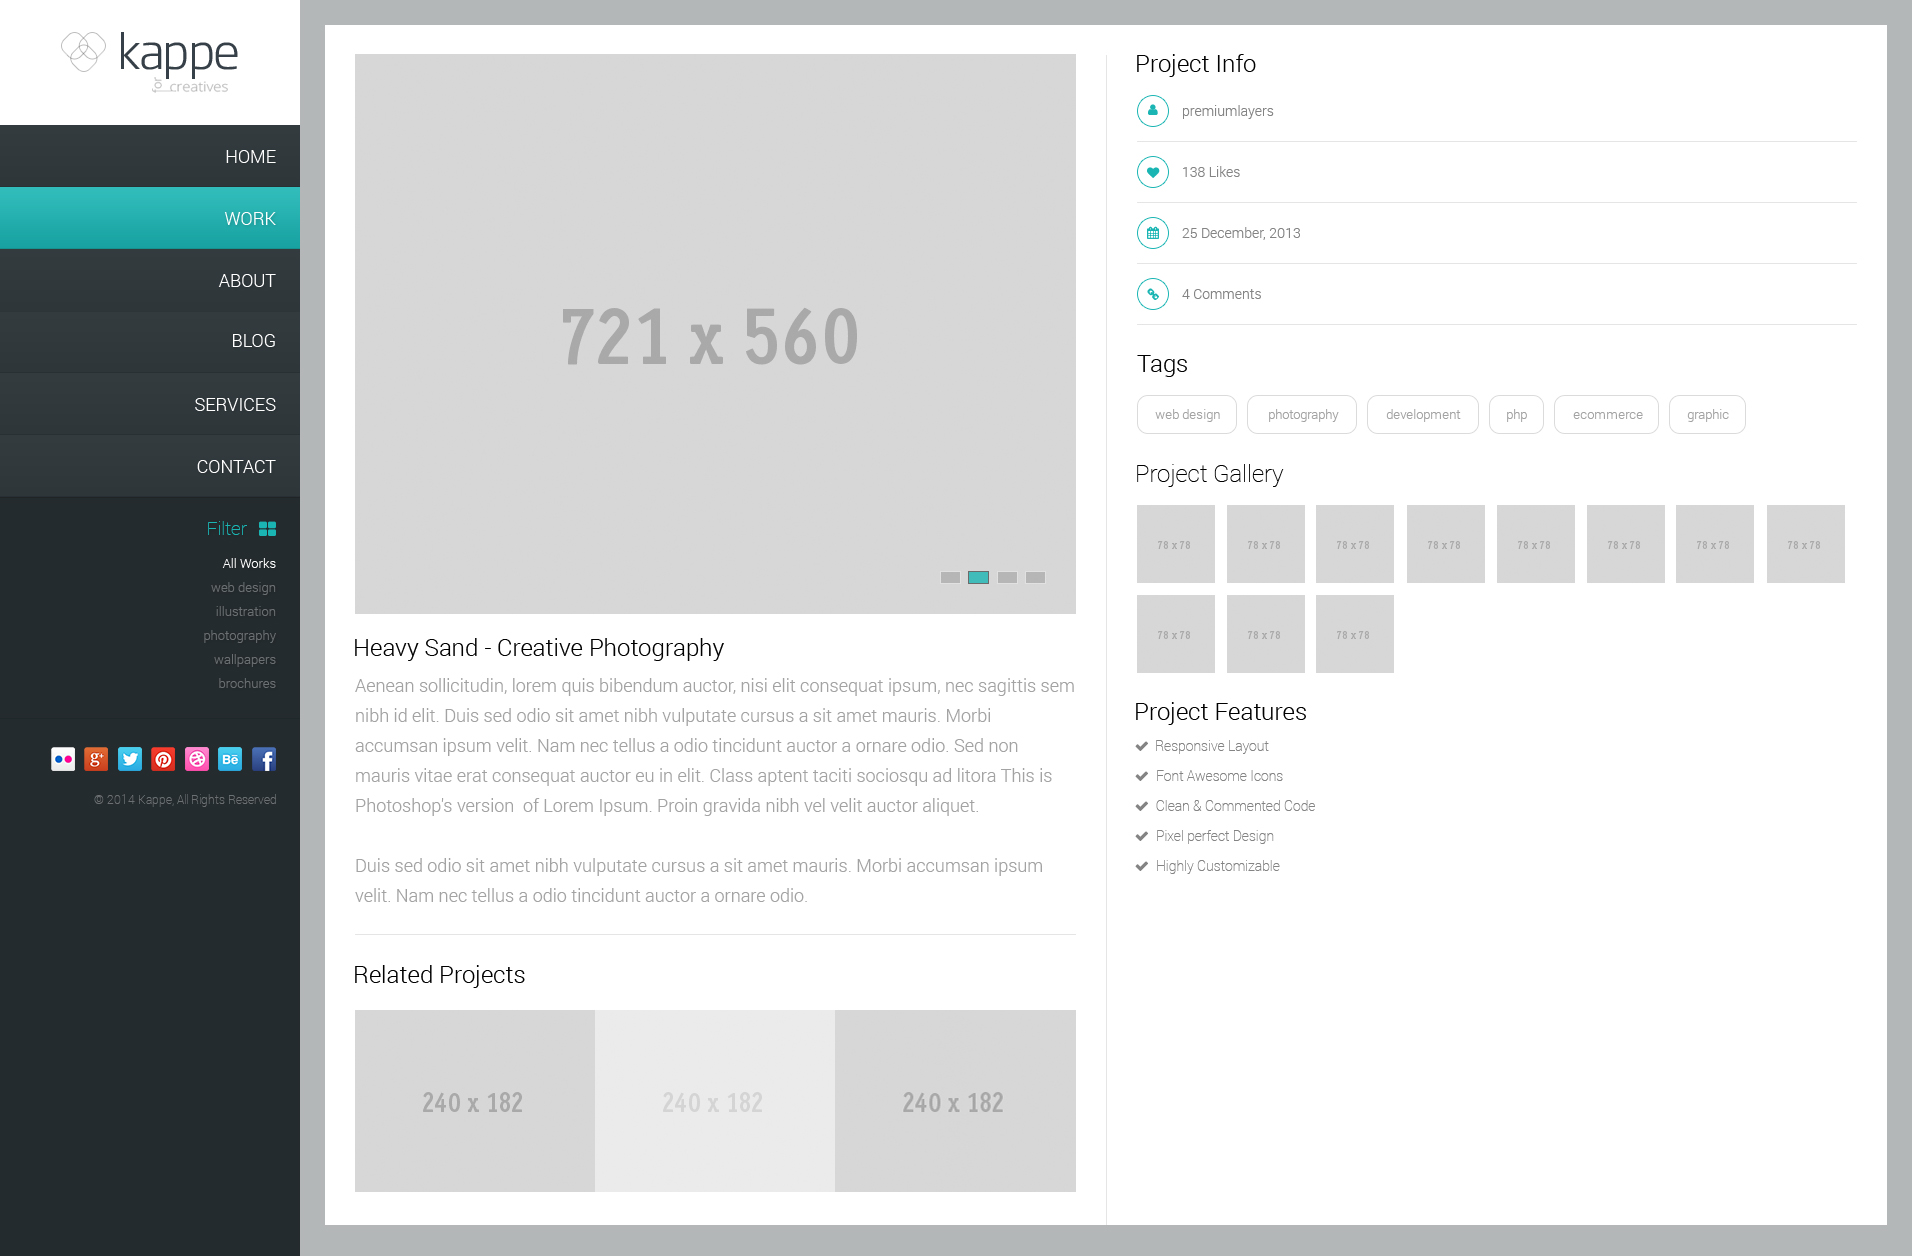 kappe
for creatives
HOME
WORK
ABOUT
BLOG
SERVICES
CONTACT
Filter
All Works
web design
illustration
photography
wallpapers
brochures
g+
Bē
f
© 2014 Kappe, All Rights Reserved
721 x 560
Heavy Sand - Creative Photography
Aenean sollicitudin, lorem quis bibendum auctor, nisi elit consequat ipsum, nec sagittis sem
nibh id elit. Duis sed odio sit amet nibh vulputate cursus a sit amet mauris. Morbi
accumsan ipsum velit. Nam nec tellus a odio tincidunt auctor a ornare odio. Sed non
mauris vitae erat consequat auctor eu in elit. Class aptent taciti sociosqu ad litora This is
Photoshop's version  of Lorem Ipsum. Proin gravida nibh vel velit auctor aliquet.
Duis sed odio sit amet nibh vulputate cursus a sit amet mauris. Morbi accumsan ipsum
velit. Nam nec tellus a odio tincidunt auctor a ornare odio.
Related Projects
240 x 182 240 x 182 240 x 182
Project Info
premiumlayers
138 Likes
25 December, 2013
4 Comments
Tags
web design photography development php ecommerce graphic
Project Gallery
78 x 78 78 x 78 78 x 78 78 x 78 78 x 78 78 x 78 78 x 78 78 x 78
78 x 78 78 x 78 78 x 78
Project Features
Responsive Layout
Font Awesome Icons
Clean & Commented Code
Pixel perfect Design
Highly Customizable